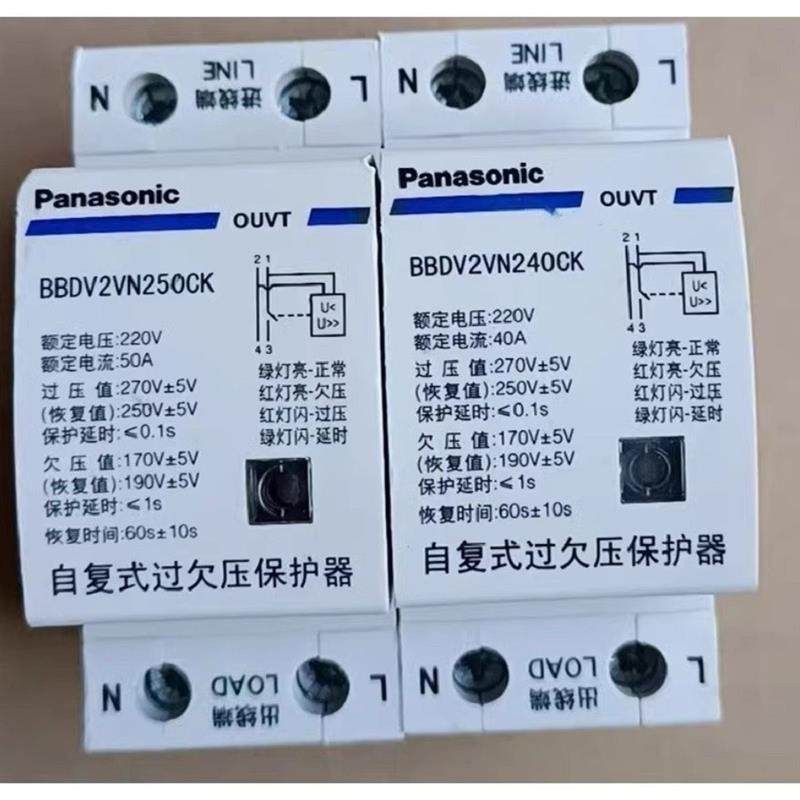 N LINE 进线端 L
Panasonic
OUVT
BBDV2VN250CK
2 1
U<
U>>
4 3
额定电压:220V
额定电流:50A
过压值:270V±5V
(恢复值):250V±5V
保护延时:≤0.1s
欠压值:170V±5V
(恢复值):190V±5V
保护延时:≤1s
恢复时间:60s±10s
绿灯亮-正常
红灯亮-欠压
红灯闪-过压
绿灯闪-延时
自复式过欠压保护器
N LOAD 出线端 L
N LINE 进线端 L
Panasonic
OUVT
BBDV2VN240CK
2 1
U<
U>>
4 3
额定电压:220V
额定电流:40A
过压值:270V±5V
(恢复值):250V±5V
保护延时:≤0.1s
欠压值:170V±5V
(恢复值):190V±5V
保护延时:≤1s
恢复时间:60s±10s
绿灯亮-正常
红灯亮-欠压
红灯闪-过压
绿灯闪-延时
自复式过欠压保护器
N LOAD 出线端 L